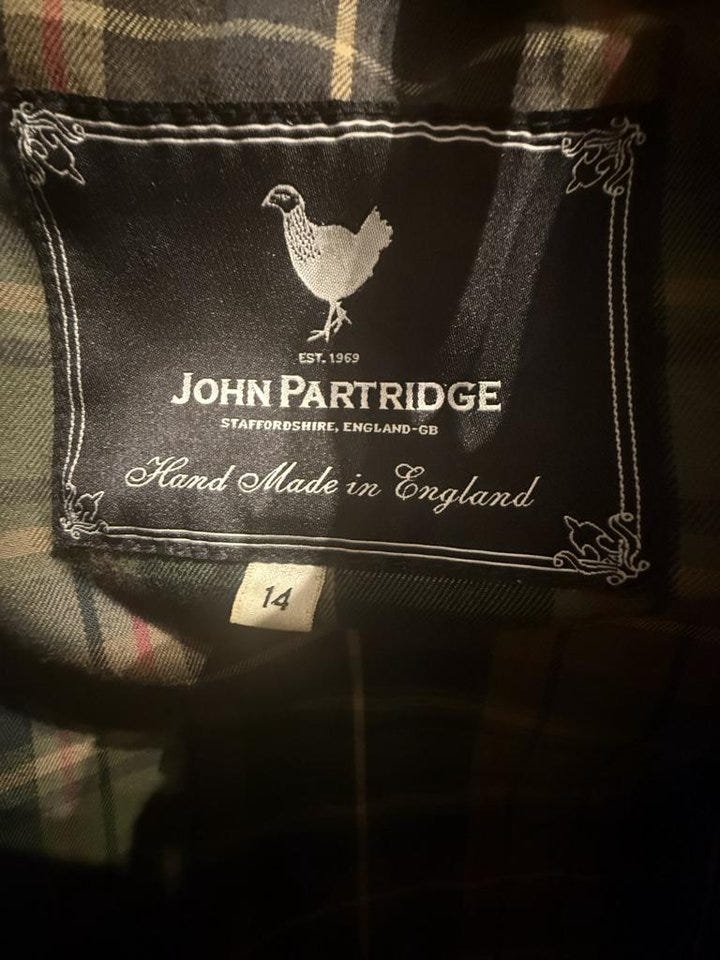 EST. 1969
JOHN PARTRIDGE
STAFFORDSHIRE, ENGLAND-GB
Hand Made in England
14